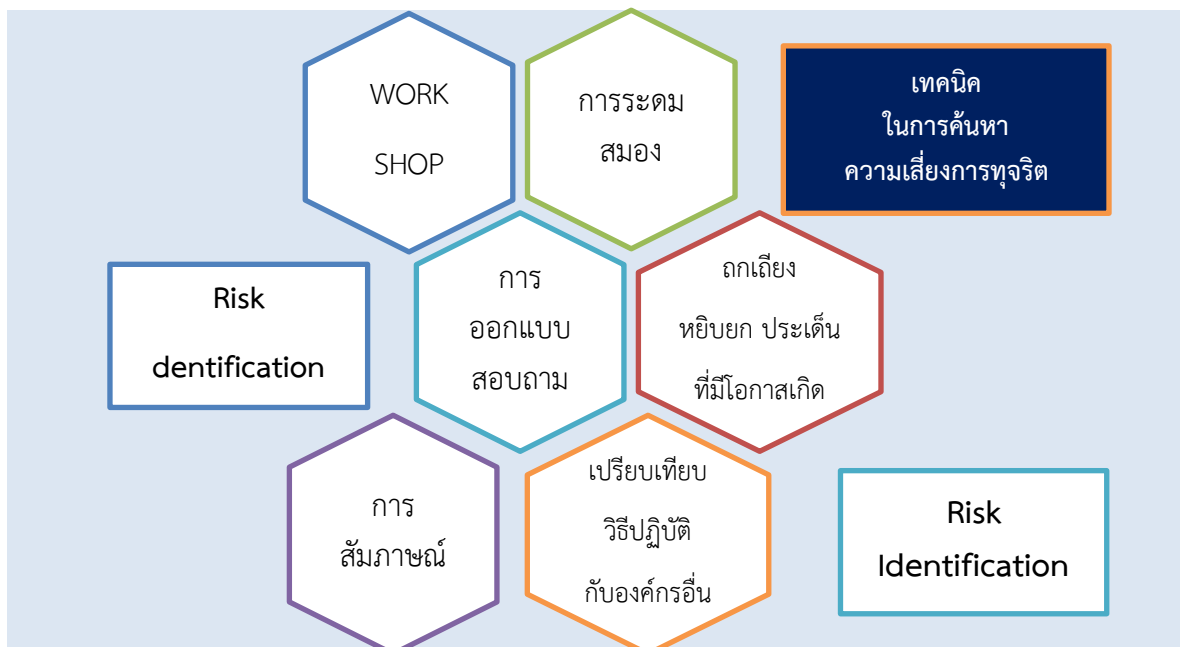 WORK
SHOP
การระดม
สมอง
เทคนิค
ในการค้นหา
ความเสี่ยงการทุจริต
Risk
dentification
การ
ออกแบบ
สอบถาม
ถกเถียง
หยิบยก ประเด็น
ที่มีโอกาสเกิด
การ
สัมภาษณ์
เปรียบเทียบ
วิธีปฏิบัติ
กับองค์กรอื่น
Risk
Identification